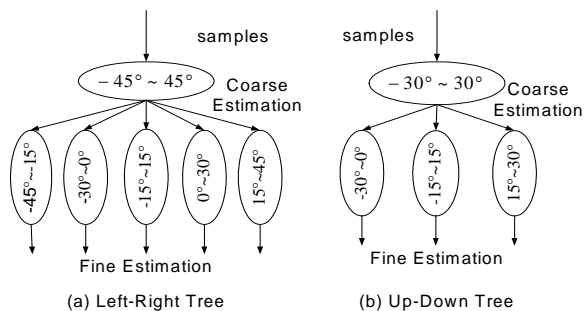 samples
− 45° ~ 45°
Coarse
Estimation
-45°~-15°
-30°~0°
-15°~15°
0°~30°
15°~45°
Fine Estimation
(a) Left-Right Tree
samples
− 30° ~ 30°
Coarse
Estimation
-30°~0°
-15°~15°
15°~30°
Fine Estimation
(b) Up-Down Tree